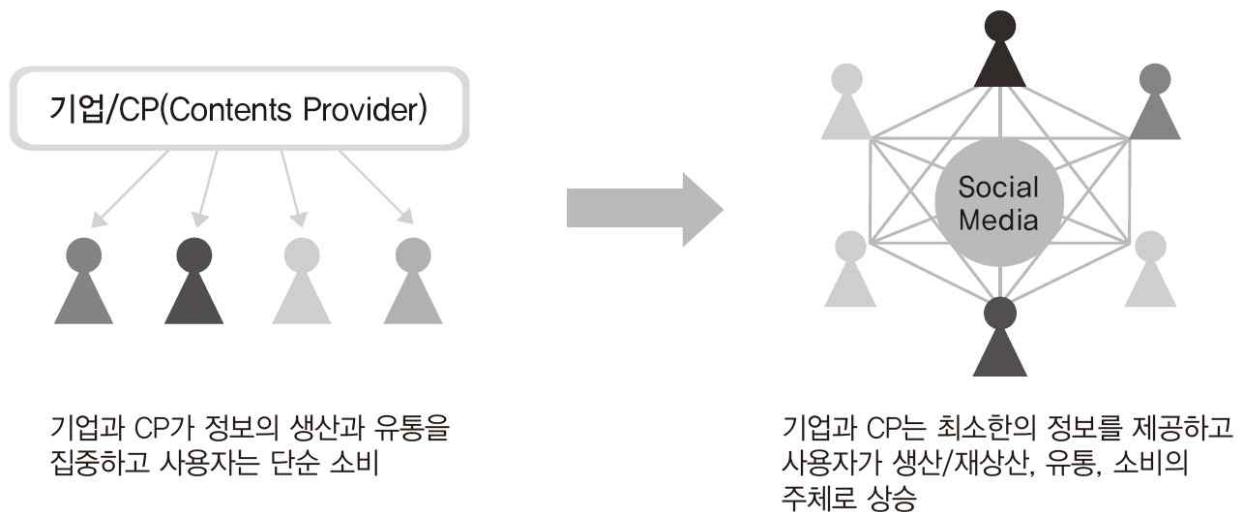 기업/CP(Contents Provider)
기업과 CP가 정보의 생산과 유통을
집중하고 사용자는 단순 소비
Social
Media
기업과 CP는 최소한의 정보를 제공하고
사용자가 생산/재상산, 유통, 소비의
주체로 상승